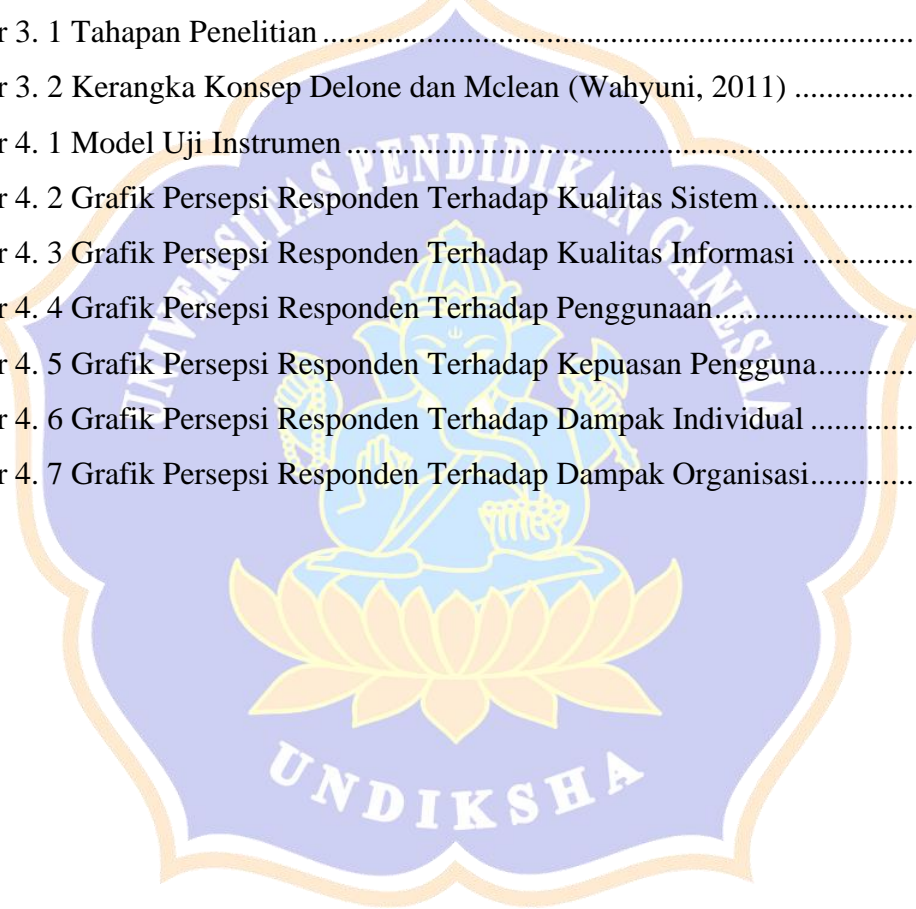 r 3. 1 Tahapan Penelitian ................................................................................
r 3. 2 Kerangka Konsep Delone dan Mclean (Wahyuni, 2011) ................
r 4. 1 Model Uji Instrumen .............................................................................
r 4. 2 Grafik Persepsi Responden Terhadap Kualitas Sistem ....................
r 4. 3 Grafik Persepsi Responden Terhadap Kualitas Informasi ...............
r 4. 4 Grafik Persepsi Responden Terhadap Penggunaan...........................
r 4. 5 Grafik Persepsi Responden Terhadap Kepuasan Pengguna.............
r 4. 6 Grafik Persepsi Responden Terhadap Dampak Individual ..............
r 4. 7 Grafik Persepsi Responden Terhadap Dampak Organisasi..............
UNIVERSITAS PENDIDIKAN GANESHA
UNDIKSHA